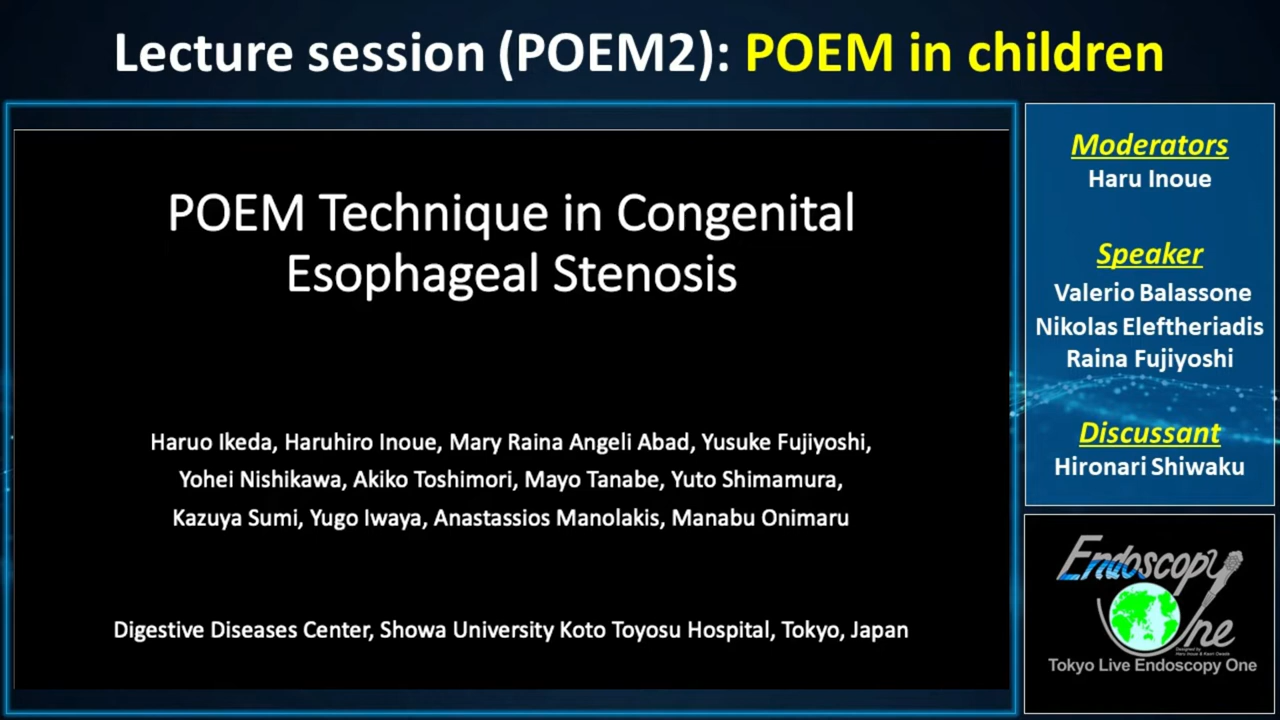 Lecture session (POEM2): POEM in children
POEM Technique in Congenital
Esophageal Stenosis
Haruo Ikeda, Haruhiro Inoue, Mary Raina Angeli Abad, Yusuke Fujiyoshi,
Yohei Nishikawa, Akiko Toshimori, Mayo Tanabe, Yuto Shimamura,
Kazuya Sumi, Yugo Iwaya, Anastassios Manolakis, Manabu Onimaru
Digestive Diseases Center, Showa University Koto Toyosu Hospital, Tokyo, Japan
Moderators
Haru Inoue
Speaker
Valerio Balassone
Nikolas Eleftheriadis
Raina Fujiyoshi
Discussant
Hironari Shiwaku
Endoscopy
One
Designed by
Tokyo Live Endoscopy One